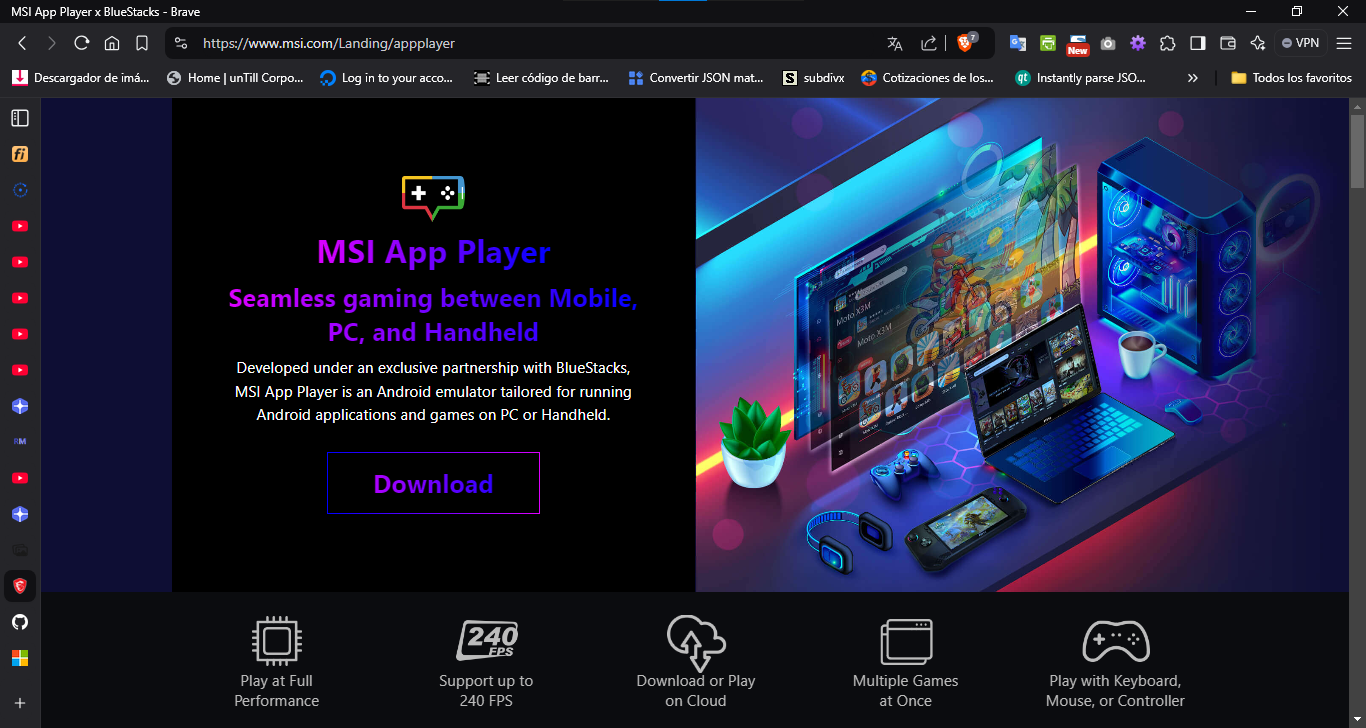 MSI App Player x BlueStacks - Brave
https://www.msi.com/Landing/appplayer
7
New
VPN
Descargador de imá...
Home | unTill Corpo...
Log in to your acco...
Leer código de barr...
Convertir JSON mat...
S
subdivx
Cotizaciones de los...
qt
Instantly parse JSO...
»
Todos los favoritos
fi
RM
MSI App Player
Seamless gaming between Mobile,
PC, and Handheld
Developed under an exclusive partnership with BlueStacks,
MSI App Player is an Android emulator tailored for running
Android applications and games on PC or Handheld.
Download
Moto X3M
Moto X3M
240
FPS
Play at Full
Performance
Support up to
240 FPS
Download or Play
on Cloud
Multiple Games
at Once
Play with Keyboard,
Mouse, or Controller